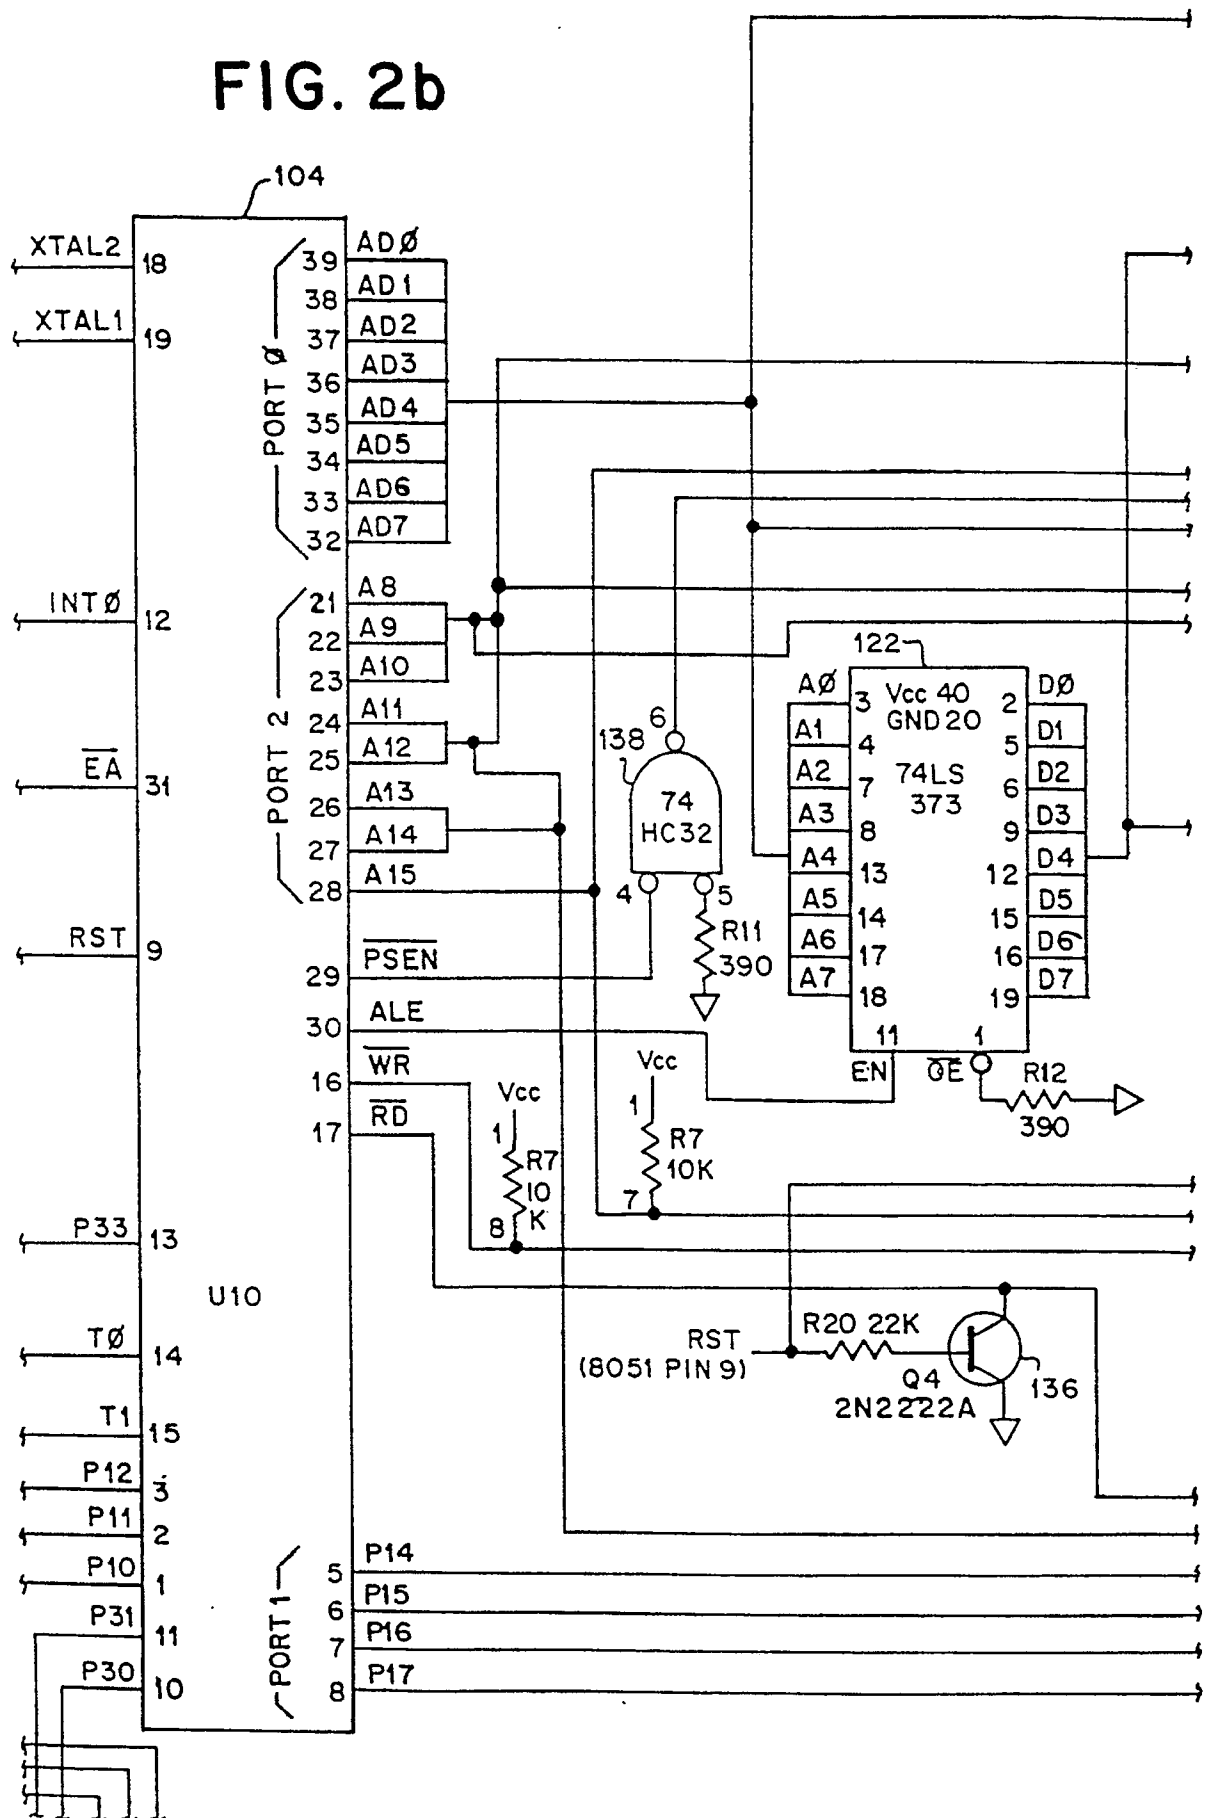 FIG. 2b
104
XTAL2
18
XTAL1
19
INTØ
12
EA
31
RST
9
P33
13
U10
TØ
14
T1
15
P12
3
P11
2
P10
1
P31
11
P30
10
PORT Ø
39 ADØ
38 AD1
37 AD2
36 AD3
35 AD4
34 AD5
33 AD6
32 AD7
PORT 2
21 A8
22 A9
23 A10
24 A11
25 A12
26 A13
27 A14
28 A15
29 PSEN
30 ALE
16 WR
17 RD
PORT1
5 P14
6 P15
7 P16
8 P17
138
6
74
HC32
4
5
R11
390
122
Vcc 40
GND 20
74LS
373
AØ 3
A1 4
A2 7
A3 8
A4 13
A5 14
A6 17
A7 18
2 DØ
5 D1
6 D2
9 D3
12 D4
15 D5
16 D6
19 D7
11
1
EN
OE
R12
390
Vcc
1
R7
10
K
8
Vcc
1
R7
10K
7
RST
(8051 PIN 9)
R20 22K
Q4
2N2222A
136